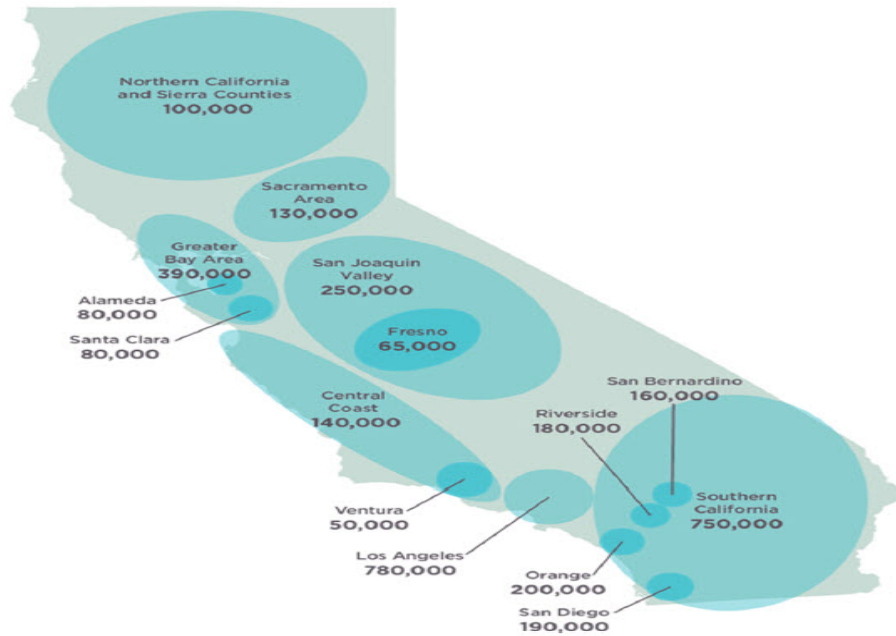 Northern California
and Sierra Counties
100,000
Sacramento
Area
130,000
Greater
Bay Area
390,000
San Joaquin
Valley
250,000
Alameda
80,000
Santa Clara
80,000
Fresno
65,000
Central
Coast
140,000
San Bernardino
160,000
Riverside
180,000
Southern
California
750,000
Ventura
50,000
Los Angeles
780,000
Orange
200,000
San Diego
190,000